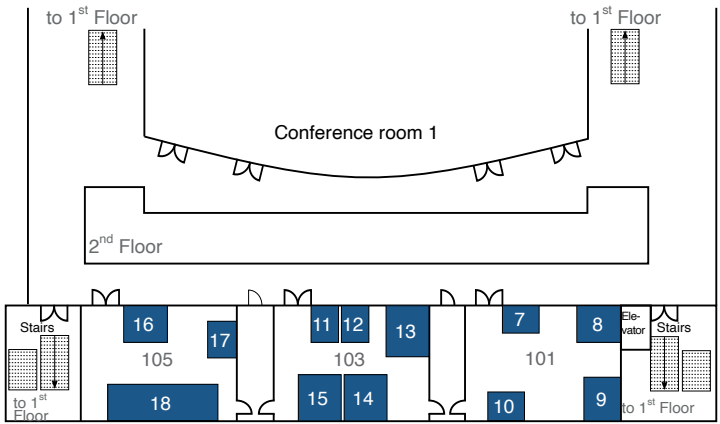 to 1st Floor
to 1st Floor
Conference room 1
2nd Floor
Stairs
16
17
105
18
to 1st
Floor
11
12
13
103
15
14
7
8
101
10
9
Ele-
vator
Stairs
to 1st Floor